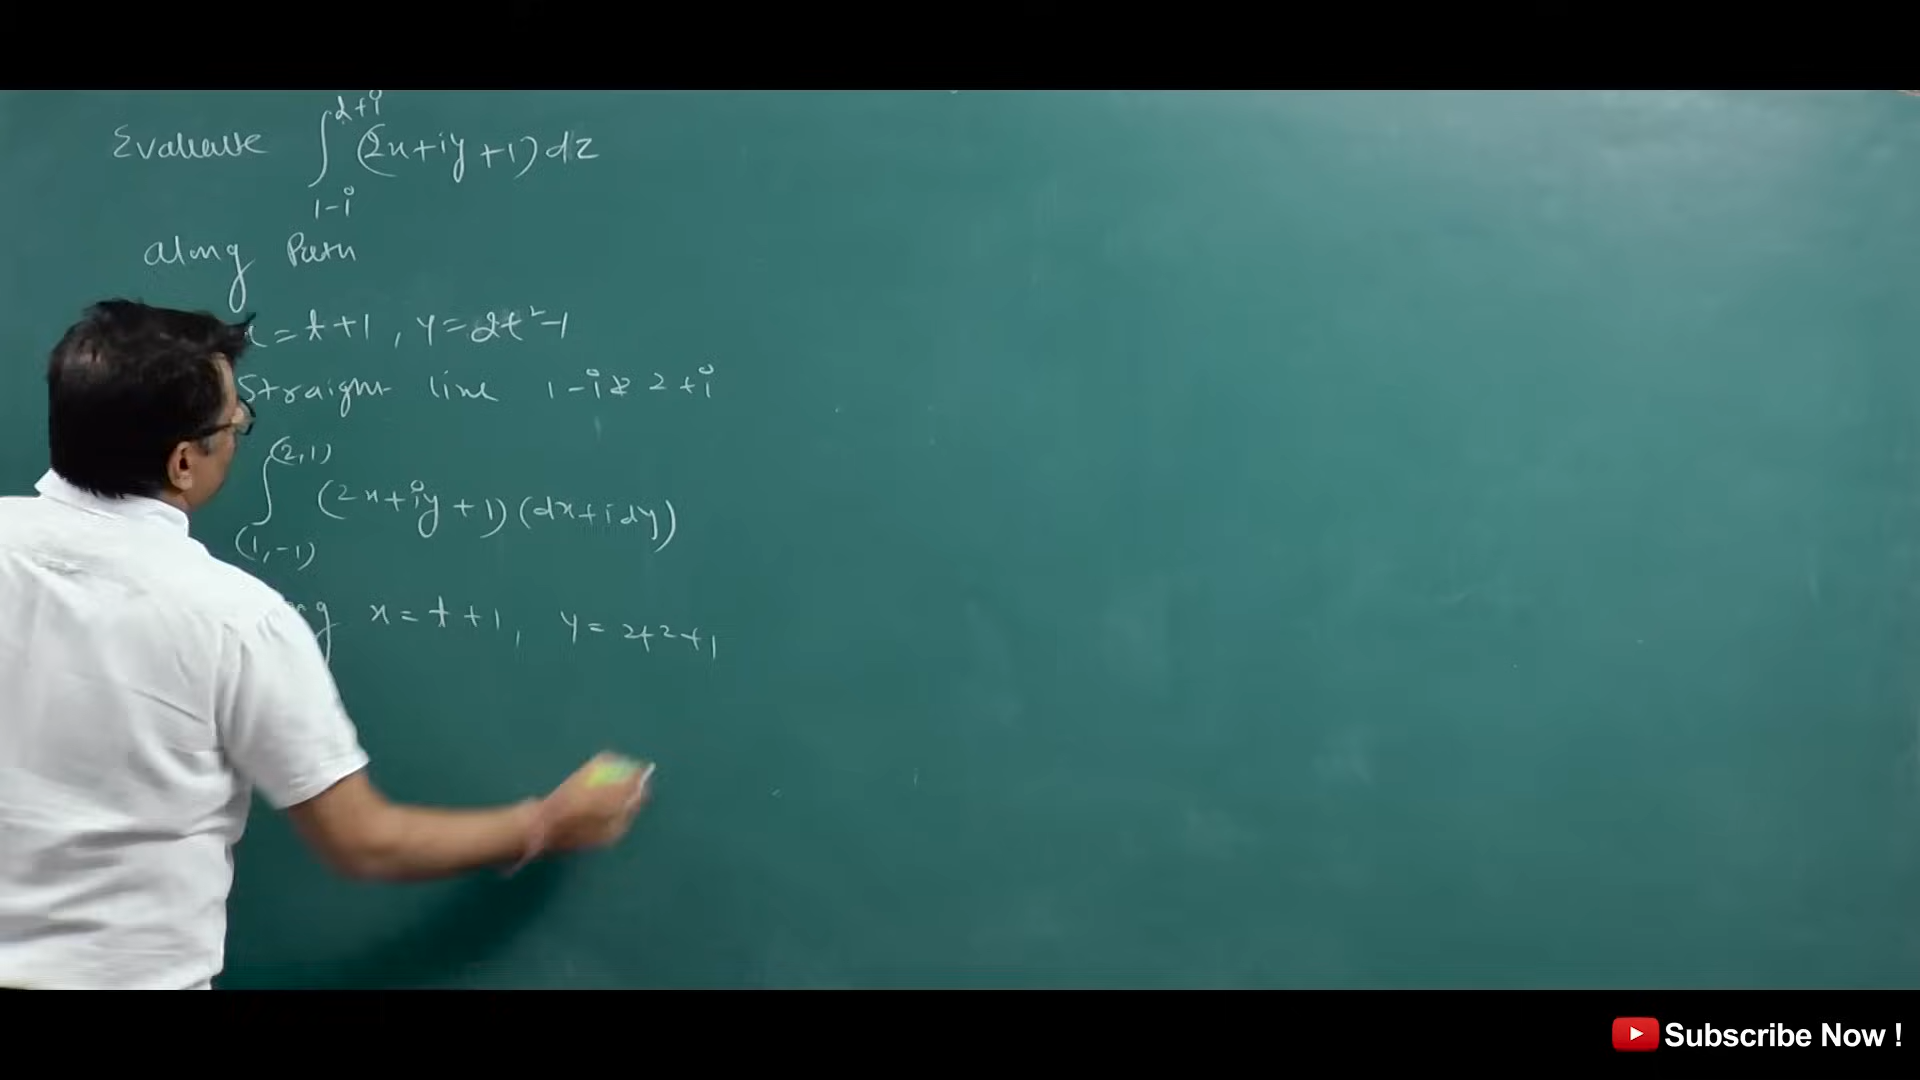 2+i
Evaluate ∫ (2x+iy+1)dz
1-i
along Path
x=t+1, y=2t²-1
Straight line 1-i & 2+i
(2,1)
∫ (2x+iy+1)(dx+idy)
(1,-1)
x=t+1, y=2t²+1
Subscribe Now !